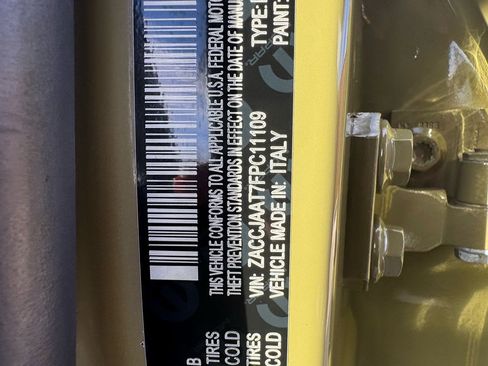 THIS VEHICLE CONFORMS TO ALL APPLICABLE U.S.A. FEDERAL MOTO
THEFT PREVENTION STANDARDS IN EFFECT ON THE DATE OF MANU
VIN: ZACCJAAT7FPC11109 TYPE:
VEHICLE MADE IN: ITALY PAINT:
B
TIRES
COLD
TIRES
COLD